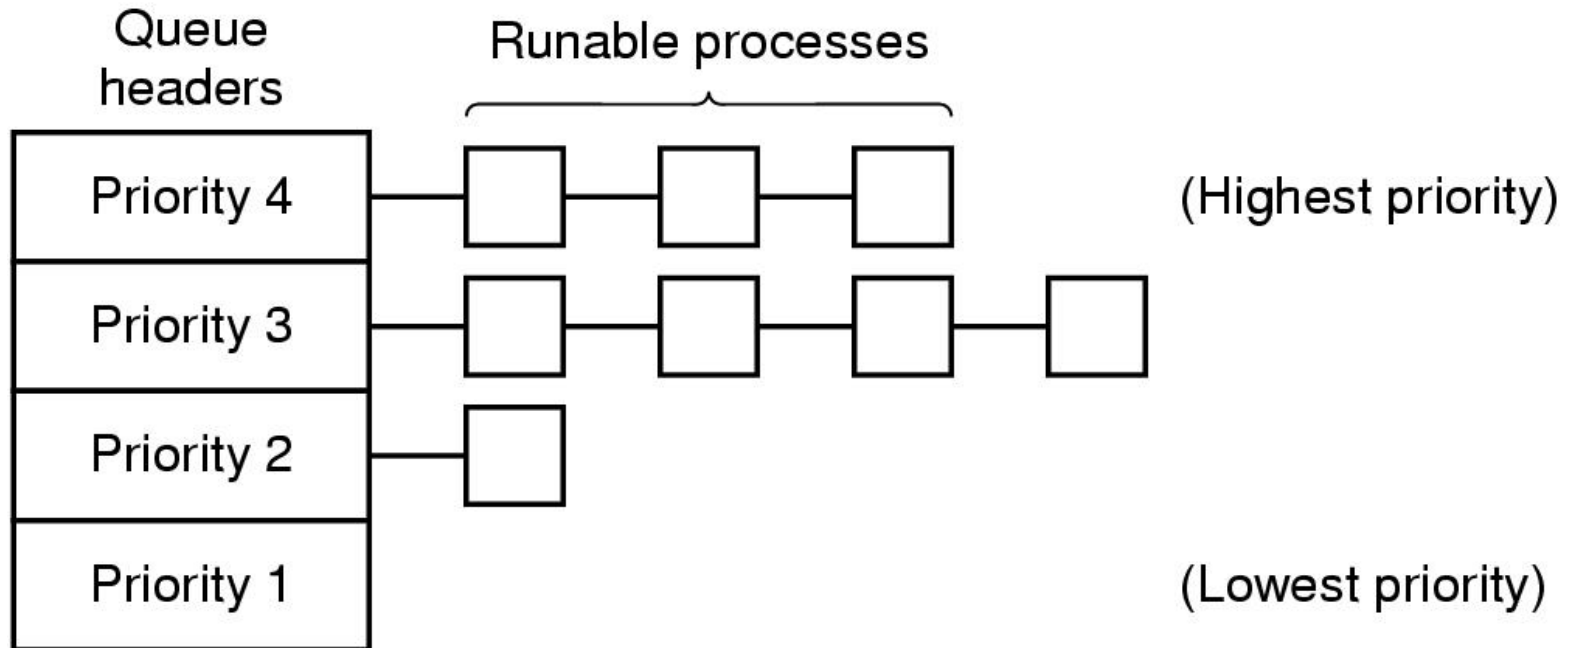 Queue
headers
Runable processes
Priority 4
(Highest priority)
Priority 3
Priority 2
Priority 1
(Lowest priority)